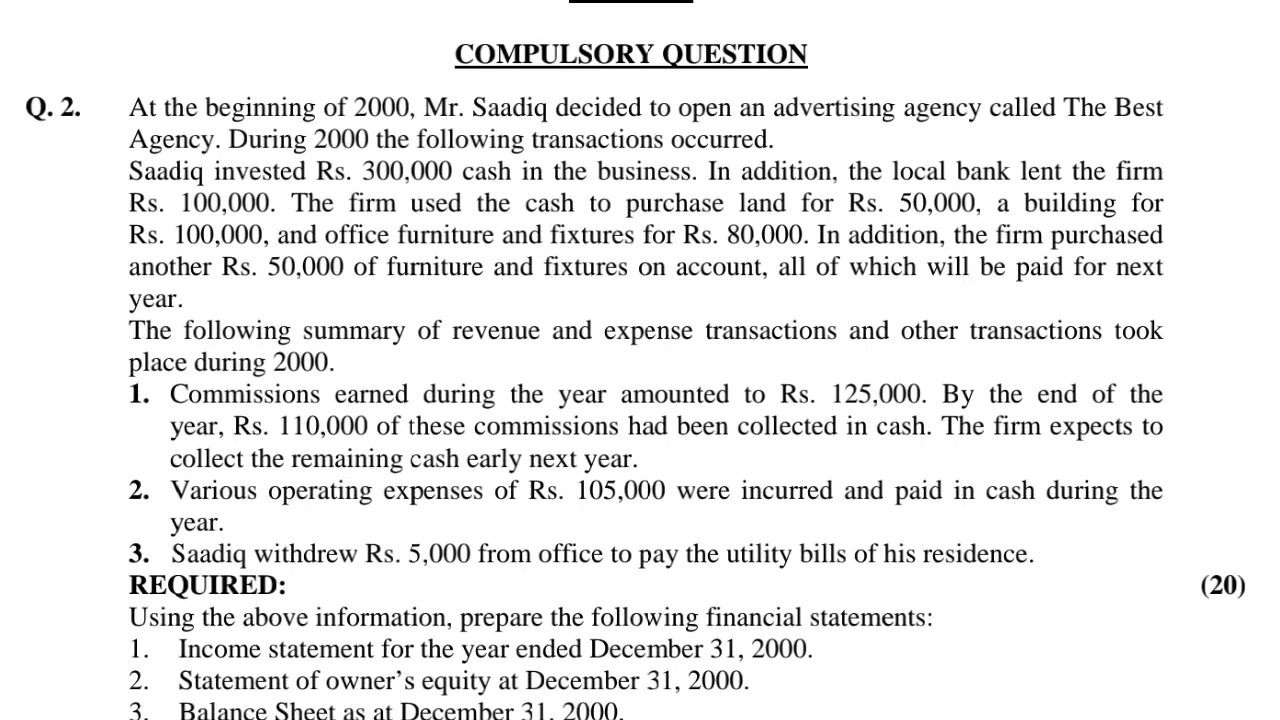 COMPULSORY QUESTION
Q. 2. At the beginning of 2000, Mr. Saadiq decided to open an advertising agency called The Best
Agency. During 2000 the following transactions occurred.
Saadiq invested Rs. 300,000 cash in the business. In addition, the local bank lent the firm
Rs. 100,000. The firm used the cash to purchase land for Rs. 50,000, a building for
Rs. 100,000, and office furniture and fixtures for Rs. 80,000. In addition, the firm purchased
another Rs. 50,000 of furniture and fixtures on account, all of which will be paid for next
year.
The following summary of revenue and expense transactions and other transactions took
place during 2000.
1. Commissions earned during the year amounted to Rs. 125,000. By the end of the
year, Rs. 110,000 of these commissions had been collected in cash. The firm expects to
collect the remaining cash early next year.
2. Various operating expenses of Rs. 105,000 were incurred and paid in cash during the
year.
3. Saadiq withdrew Rs. 5,000 from office to pay the utility bills of his residence.
REQUIRED: (20)
Using the above information, prepare the following financial statements:
1. Income statement for the year ended December 31, 2000.
2. Statement of owner’s equity at December 31, 2000.
3. Balance Sheet as at December 31, 2000.